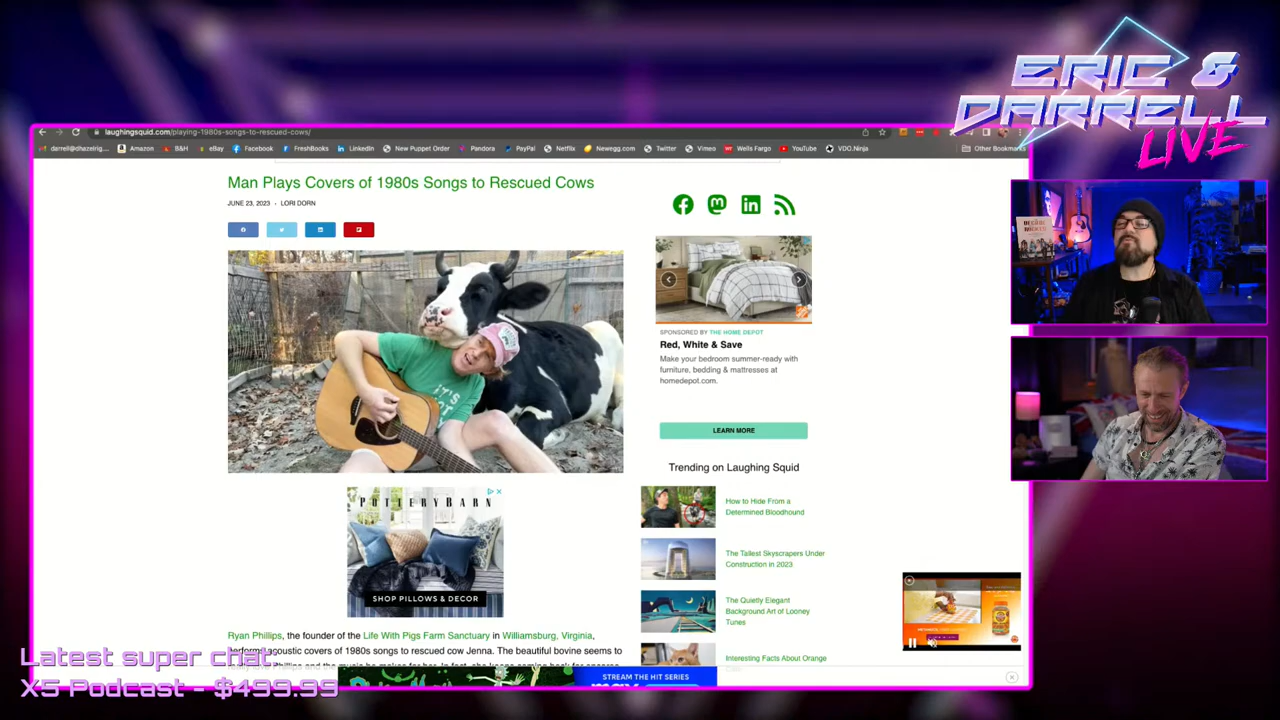 ERIC &
DARRELL
LIVE
laughingsquid.com/playing-1980s-songs-to-rescued-cows/
darrell@dhazelrig... Amazon B&H eBay Facebook FreshBooks LinkedIn New Puppet Order Pandora PayPal Netflix Newegg.com Twitter Vimeo Wells Fargo YouTube VDO.Ninja Other Bookmarks
Man Plays Covers of 1980s Songs to Rescued Cows
JUNE 23, 2023 · LORI DORN
IT'S
SPONSORED BY THE HOME DEPOT
Red, White & Save
Make your bedroom summer-ready with
furniture, bedding & mattresses at
homedepot.com.
LEARN MORE
Trending on Laughing Squid
How to Hide From a
Determined Bloodhound
The Tallest Skyscrapers Under
Construction in 2023
The Quietly Elegant
Background Art of Looney
Tunes
Interesting Facts About Orange
POTTERY BARN
SHOP PILLOWS & DECOR
Ryan Phillips, the founder of the Life With Pigs Farm Sanctuary in Williamsburg, Virginia,
performs acoustic covers of 1980s songs to rescued cow Jenna. The beautiful bovine seems to
STREAM THE HIT SERIES
Latest super chat:
X5 Podcast - $499.99